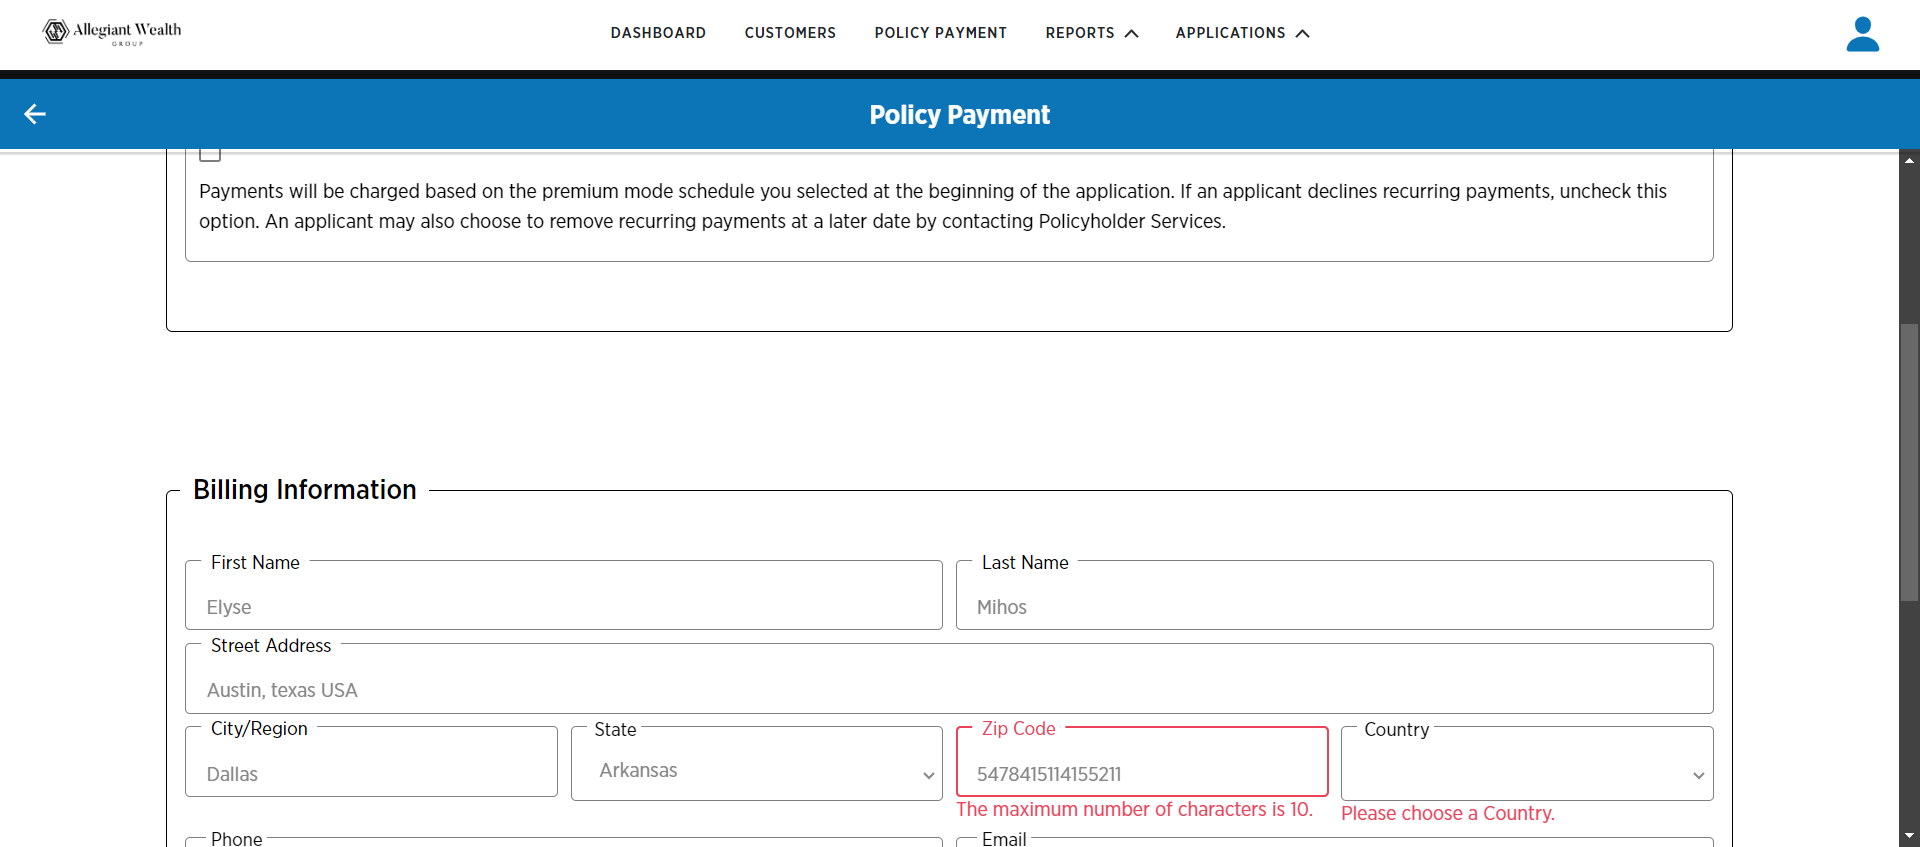 Allegiant Wealth
GROUP
DASHBOARD CUSTOMERS POLICY PAYMENT REPORTS APPLICATIONS
Policy Payment
Payments will be charged based on the premium mode schedule you selected at the beginning of the application. If an applicant declines recurring payments, uncheck this
option. An applicant may also choose to remove recurring payments at a later date by contacting Policyholder Services.
Billing Information
First Name Last Name
Elyse Mihos
Street Address
Austin, texas USA
City/Region State Zip Code Country
Dallas Arkansas 5478415114155211
The maximum number of characters is 10. Please choose a Country.
Phone Email